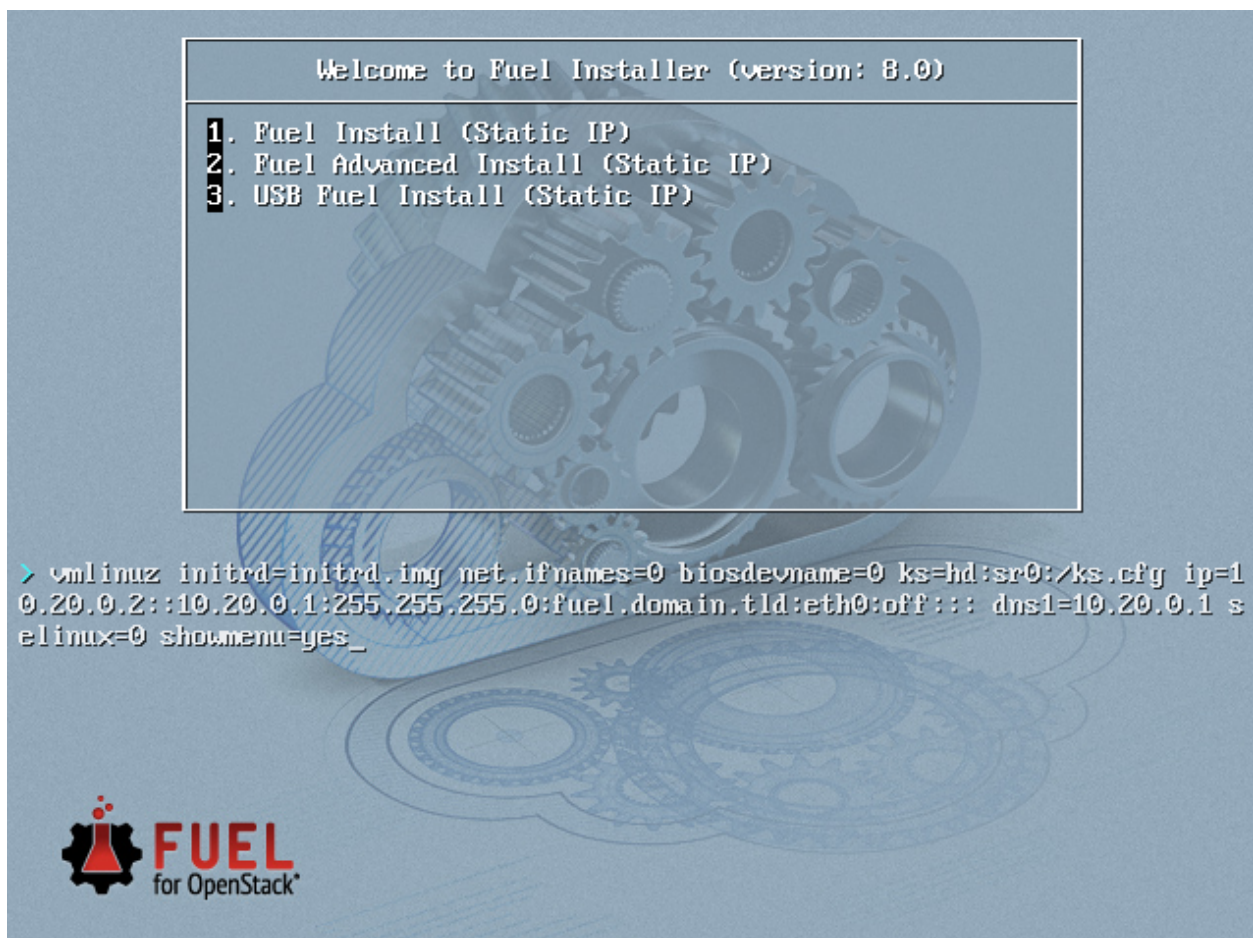 Welcome to Fuel Installer (version: 8.0)
1. Fuel Install (Static IP)
2. Fuel Advanced Install (Static IP)
3. USB Fuel Install (Static IP)
> vmlinuz initrd=initrd.img net.ifnames=0 biosdevname=0 ks=hd:sr0:/ks.cfg ip=1
0.20.0.2::10.20.0.1:255.255.255.0:fuel.domain.tld:eth0:off::: dns1=10.20.0.1 s
elinux=0 showmenu=yes_
FUEL
for OpenStack*